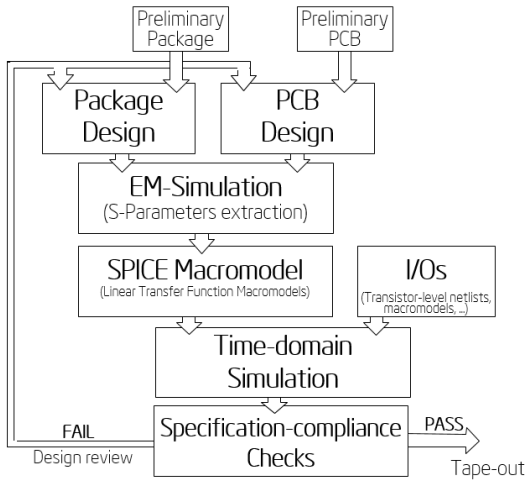 Preliminary
Package
Preliminary
PCB
Package
Design
PCB
Design
EM-Simulation
(S-Parameters extraction)
SPICE Macromodel
(Linear Transfer Function Macromodels)
I/Os
(Transistor-level netlists,
macromodels, ...)
Time-domain
Simulation
Specification-compliance
Checks
FAIL
Design review
PASS
Tape-out